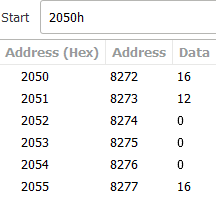 Start 2050h
Address (Hex) Address Data
2050 8272 16
2051 8273 12
2052 8274 0
2053 8275 0
2054 8276 0
2055 8277 16